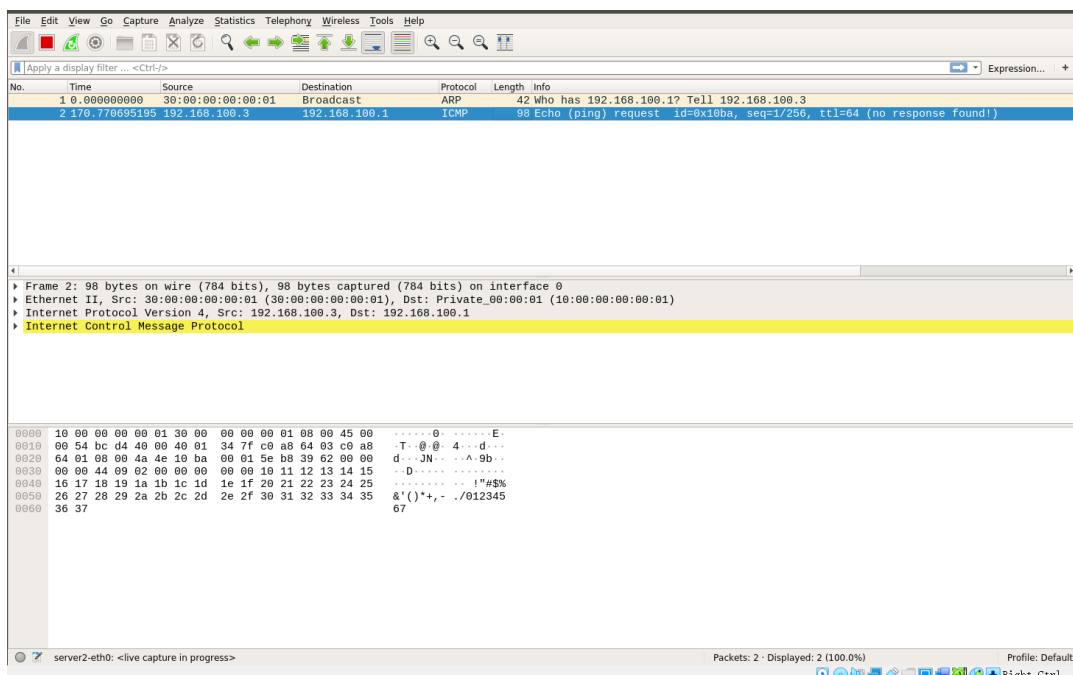 File Edit View Go Capture Analyze Statistics Telephony Wireless Tools Help
Apply a display filter ... <Ctrl-/> Expression... +
No. Time Source Destination Protocol Length Info
1 0.000000000 30:00:00:00:00:01 Broadcast ARP 42 Who has 192.168.100.1? Tell 192.168.100.3
2 170.770695195 192.168.100.3 192.168.100.1 ICMP 98 Echo (ping) request id=0x10ba, seq=1/256, ttl=64 (no response found!)
Frame 2: 98 bytes on wire (784 bits), 98 bytes captured (784 bits) on interface 0
Ethernet II, Src: 30:00:00:00:00:01 (30:00:00:00:00:01), Dst: Private_00:00:01 (10:00:00:00:00:01)
Internet Protocol Version 4, Src: 192.168.100.3, Dst: 192.168.100.1
Internet Control Message Protocol
0000 10 00 00 00 00 01 30 00 00 00 00 01 08 00 45 00 ······0· ······E·
0010 00 54 bc d4 40 00 40 01 34 7f c0 a8 64 03 c0 a8 ·T··@·@· 4···d···
0020 64 01 08 00 4a 4e 10 ba 00 01 5e b8 39 62 00 00 d···JN·· ··^·9b··
0030 00 00 44 09 02 00 00 00 00 00 10 11 12 13 14 15 ··D····· ········
0040 16 17 18 19 1a 1b 1c 1d 1e 1f 20 21 22 23 24 25 ········ ·· !"#$%
0050 26 27 28 29 2a 2b 2c 2d 2e 2f 30 31 32 33 34 35 &'()*+,- ./012345
0060 36 37 67
server2-eth0: <live capture in progress> Packets: 2 · Displayed: 2 (100.0%) Profile: Default
Right Ctrl